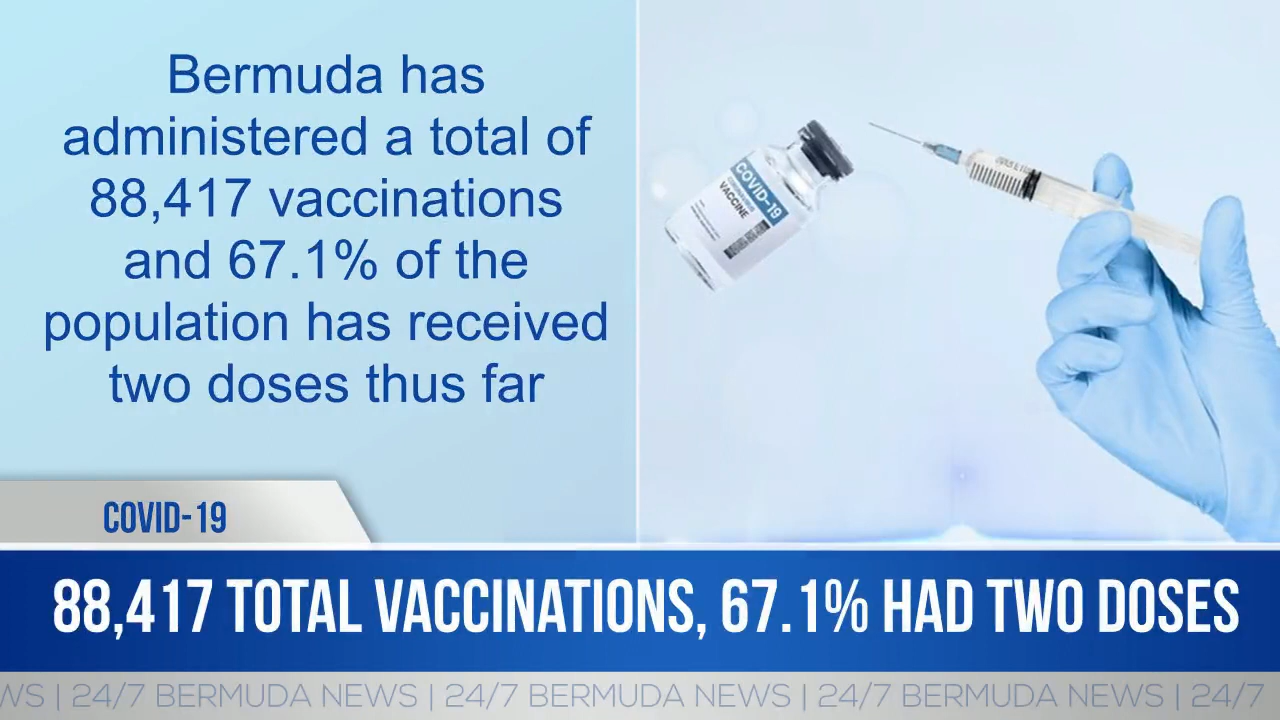 Bermuda has
administered a total of
88,417 vaccinations
and 67.1% of the
population has received
two doses thus far
COVID-19
VACCINE
COVID-19
88,417 TOTAL VACCINATIONS, 67.1% HAD TWO DOSES
WS | 24/7 BERMUDA NEWS | 24/7 BERMUDA NEWS | 24/7 BERMUDA NEWS | 24/7